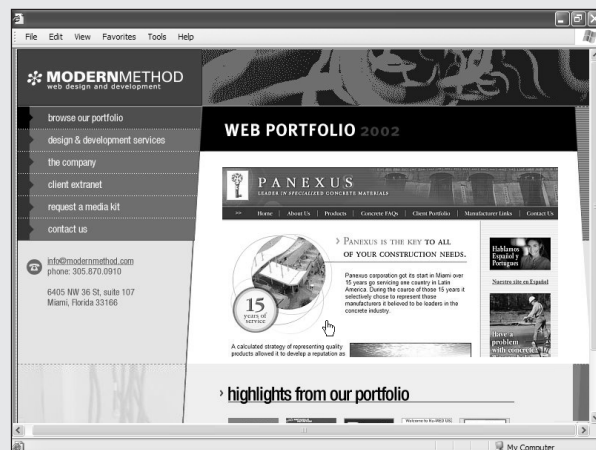 File Edit View Favorites Tools Help
MODERNMETHOD
web design and development
browse our portfolio
design & development services
the company
client extranet
request a media kit
contact us
info@modernmethod.com
phone: 305.870.0910
6405 NW 36 St, suite 107
Miami, Florida 33166
WEB PORTFOLIO 2002
PANEXUS
LEADER IN SPECIALIZED CONCRETE MATERIALS
Home | About Us | Products | Concrete FAQs | Client Portfolio | Manufacturer Links | Contact Us
› PANEXUS IS THE KEY TO ALL
OF YOUR CONSTRUCTION NEEDS.
Panexus corporation got its start in Miami over
15 years go servicing one country in Latin
America. During the course of those 15 years it
selectively chose to represent those
manufacturers it believed to be leaders in the
concrete industry.
15
years of
service
A calculated strategy of representing quality
products allowed it to develop a reputation as
Hablamos
Español y
Portugues
Nuestro site en Español
Have a
problem
with concrete
› highlights from our portfolio
My Computer